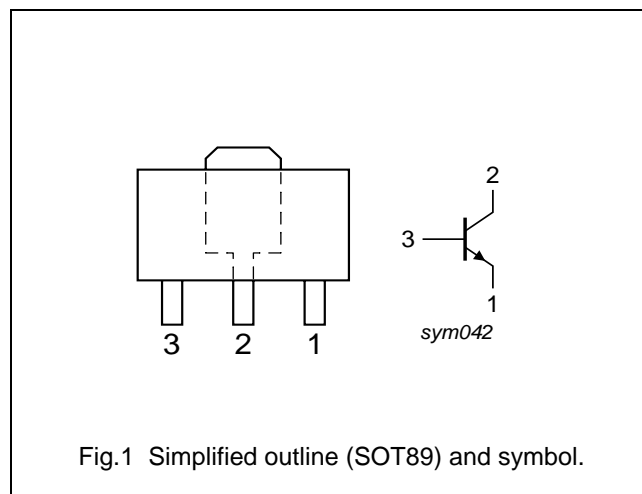 2
3
1
sym042
3 2 1
Fig.1 Simplified outline (SOT89) and symbol.